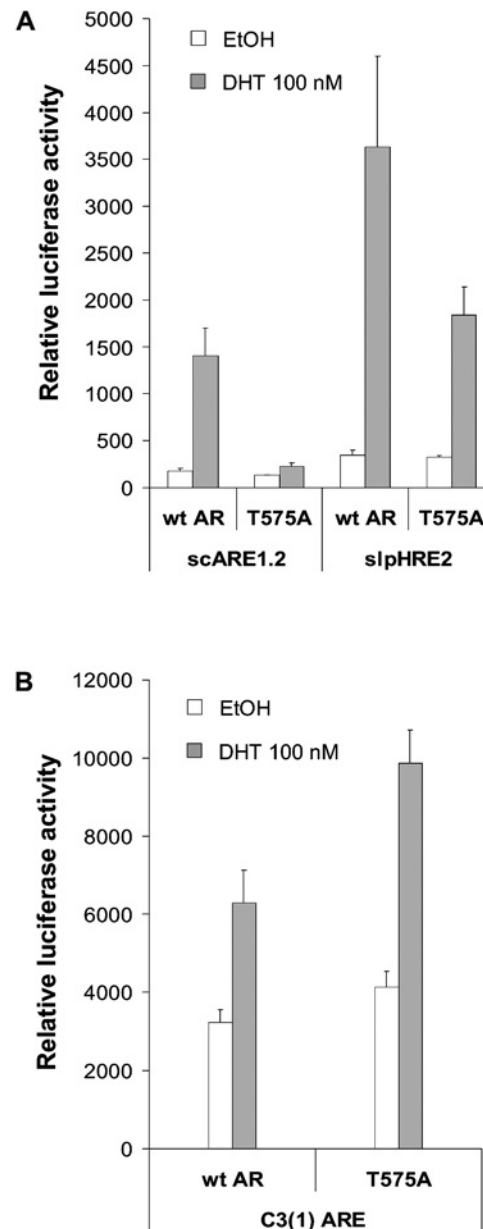 A
EtOH
DHT 100 nM
Relative luciferase activity
5000
4500
4000
3500
3000
2500
2000
1500
1000
500
0
wt AR T575A wt AR T575A
scARE1.2 slpHRE2
B
EtOH
DHT 100 nM
Relative luciferase activity
12000
10000
8000
6000
4000
2000
0
wt AR T575A
C3(1) ARE